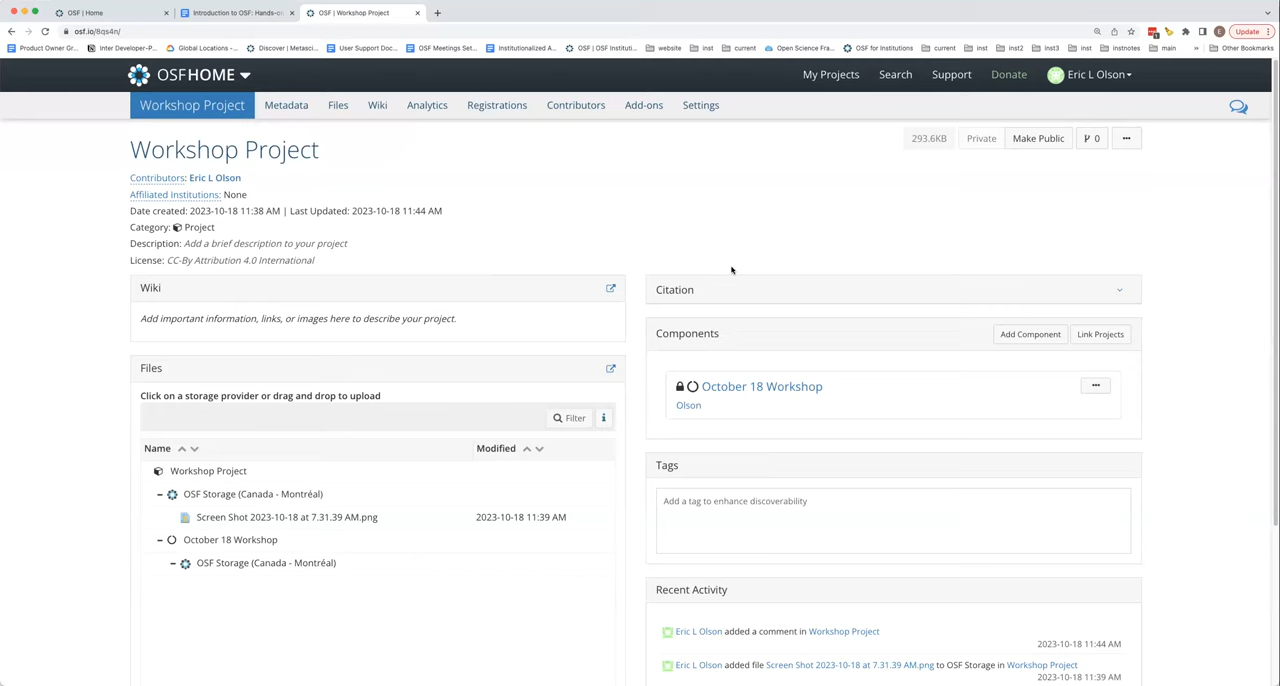 OSF | Home
Introduction to OSF: Hands-o
OSF | Workshop Project
osf.io/8qs4n/
Update
Product Owner Gr...
Inter Developer-P...
Global Locations -...
Discover | Metasci...
User Support Doc...
OSF Meetings Set...
Institutionalized A...
OSF | OSF Instituti...
website
inst
current
Open Science Fra...
OSF for Institutions
current
inst
inst2
inst3
inst
instnotes
main
»
Other Bookmarks
OSFHOME
My Projects
Search
Support
Donate
Eric L Olson
Workshop Project
Metadata
Files
Wiki
Analytics
Registrations
Contributors
Add-ons
Settings
Workshop Project
293.6KB
Private
Make Public
0
Contributors: Eric L Olson
Affiliated Institutions: None
Date created: 2023-10-18 11:38 AM | Last Updated: 2023-10-18 11:44 AM
Category: Project
Description: Add a brief description to your project
License: CC-By Attribution 4.0 International
Wiki
Add important information, links, or images here to describe your project.
Files
Click on a storage provider or drag and drop to upload
Filter
i
Name
Modified
Workshop Project
OSF Storage (Canada - Montréal)
Screen Shot 2023-10-18 at 7.31.39 AM.png
2023-10-18 11:39 AM
October 18 Workshop
OSF Storage (Canada - Montréal)
Citation
Components
Add Component
Link Projects
October 18 Workshop
Olson
Tags
Add a tag to enhance discoverability
Recent Activity
Eric L Olson added a comment in Workshop Project
2023-10-18 11:44 AM
Eric L Olson added file Screen Shot 2023-10-18 at 7.31.39 AM.png to OSF Storage in Workshop Project
2023-10-18 11:39 AM